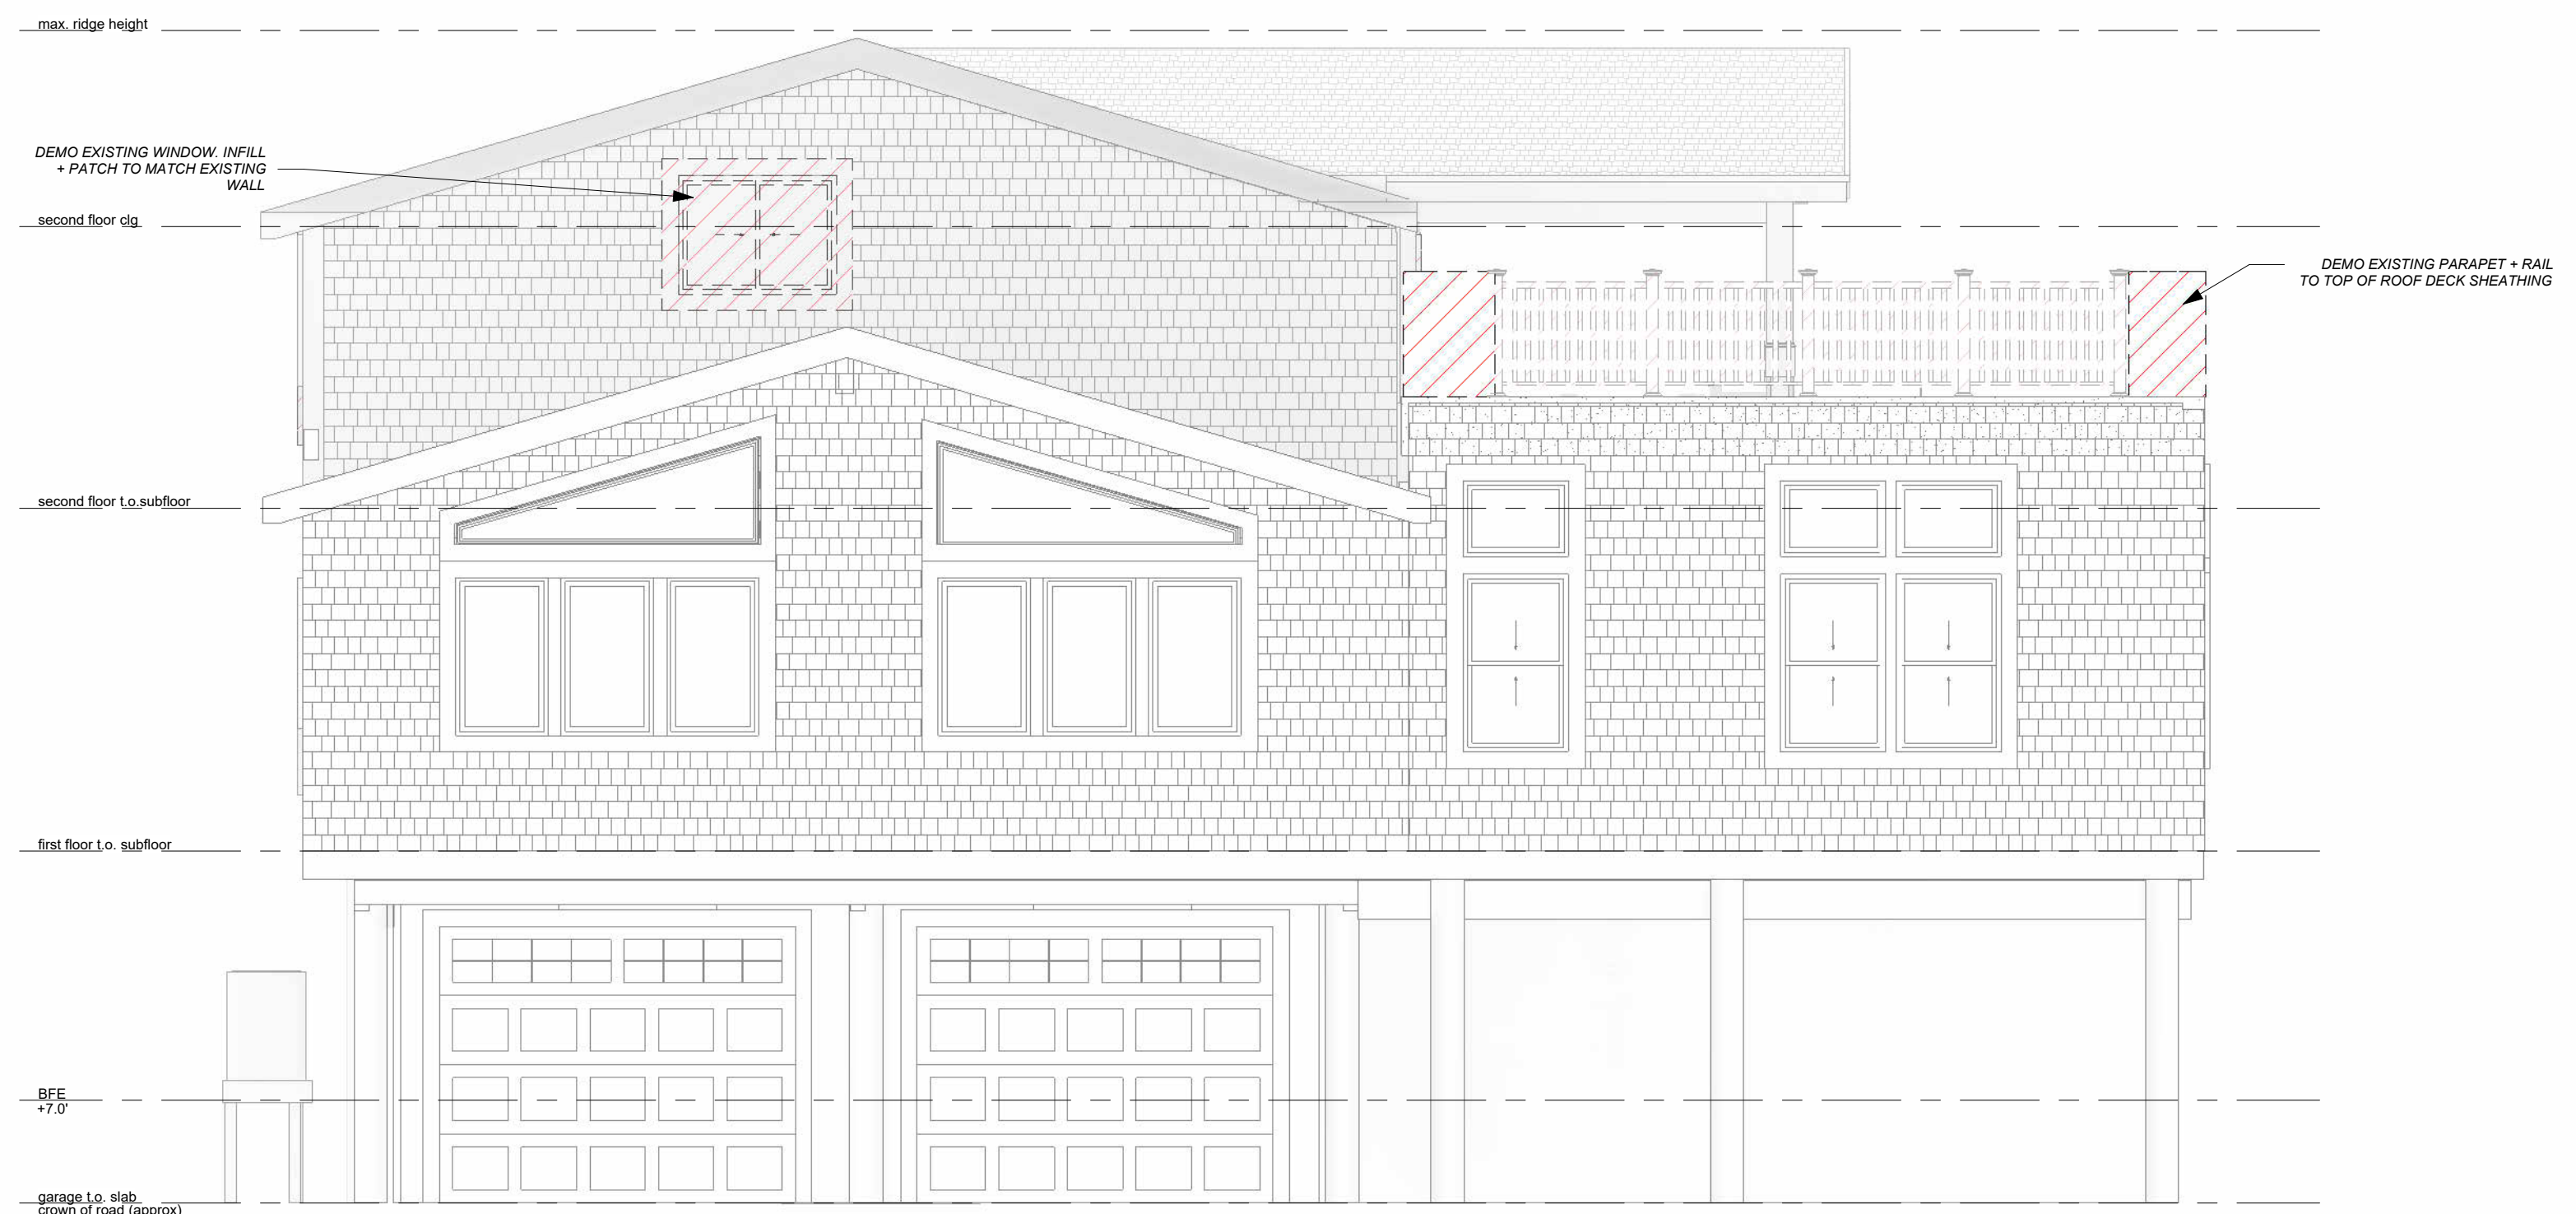 max. ridge height
DEMO EXISTING WINDOW. INFILL
+ PATCH TO MATCH EXISTING
WALL
second floor clg
DEMO EXISTING PARAPET + RAIL
TO TOP OF ROOF DECK SHEATHING
second floor t.o.subfloor
first floor t.o. subfloor
BFE
+7.0'
garage t.o. slab
crown of road (approx)